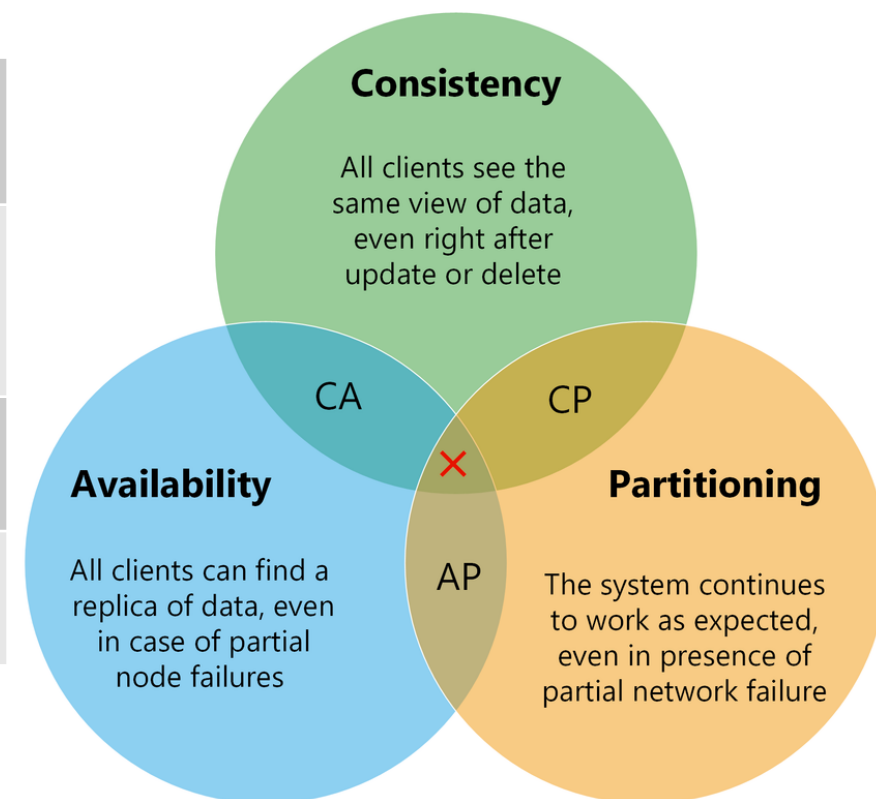 Consistency
All clients see the
same view of data,
even right after
update or delete
CA
CP
Availability
All clients can find a
replica of data, even
in case of partial
node failures
AP
Partitioning
The system continues
to work as expected,
even in presence of
partial network failure